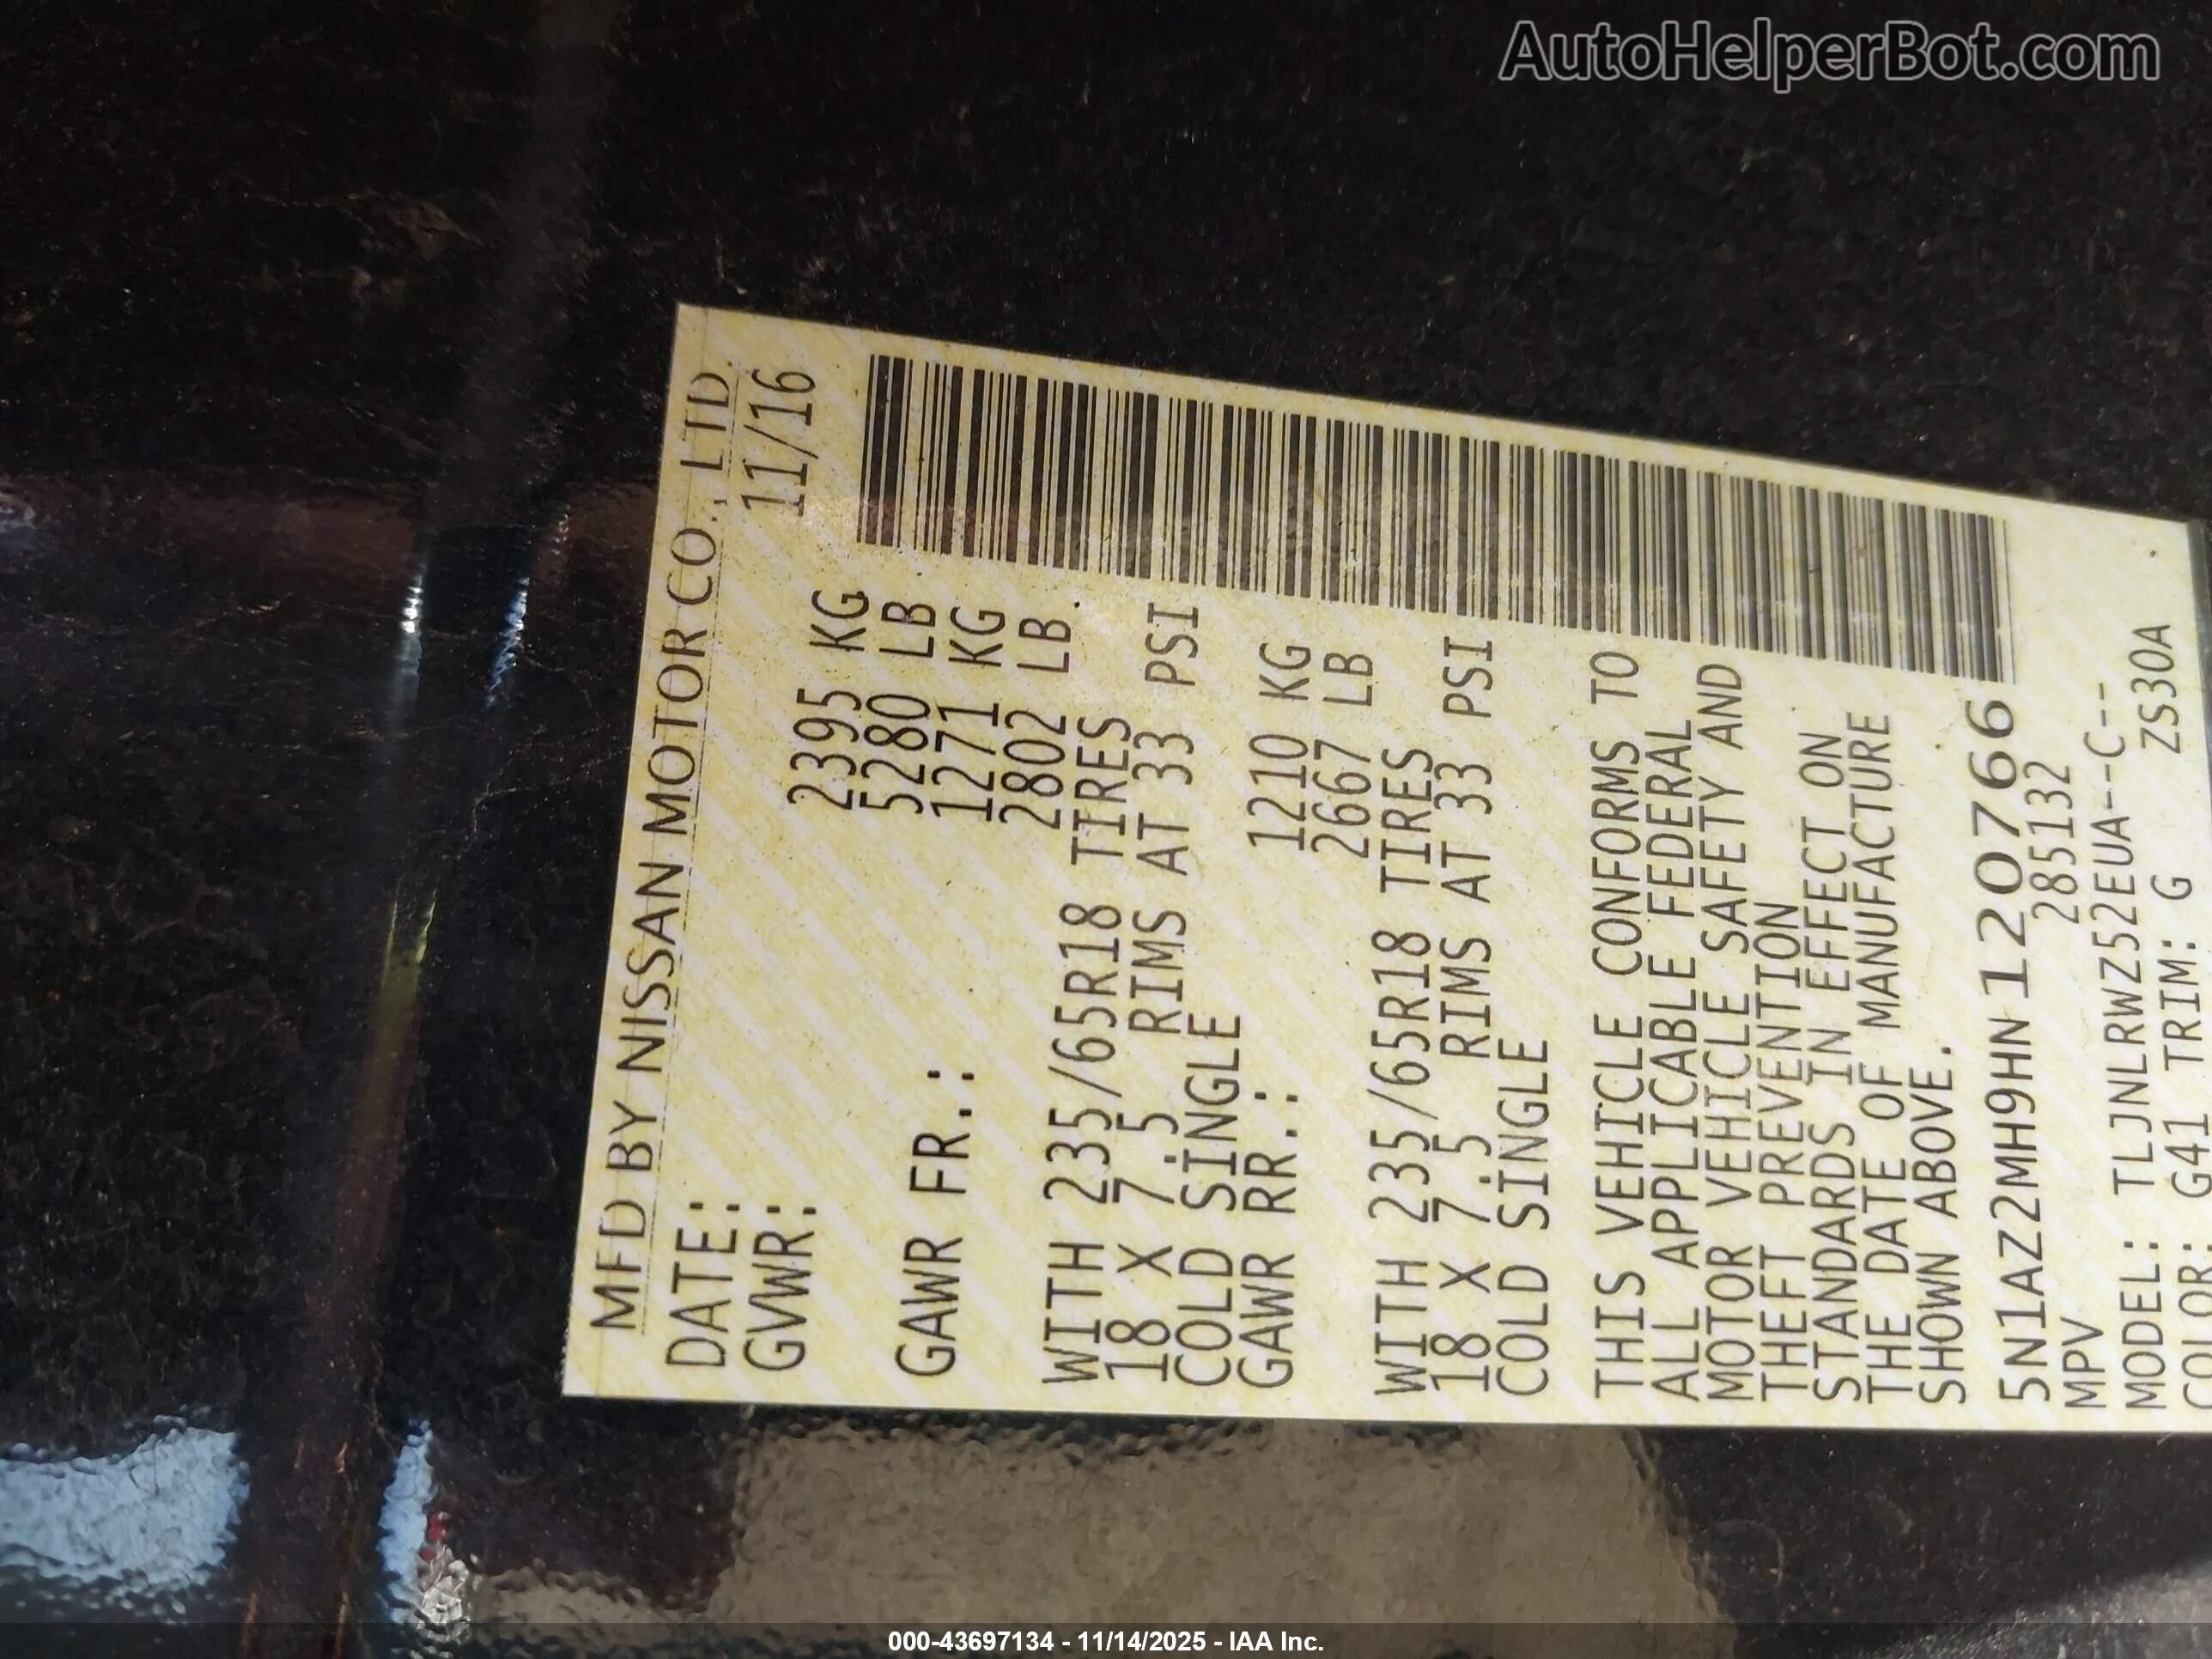 AutoHelperBot.com
MFD BY NISSAN MOTOR CO., LTD.
DATE: 11/16
GVWR: 2395 KG
5280 LB
GAWR FR.: 1271 KG
2802 LB
WITH 235/65R18 TIRES
18 X 7.5 RIMS AT 33 PSI
COLD SINGLE
GAWR RR.: 1210 KG
2667 LB
WITH 235/65R18 TIRES
18 X 7.5 RIMS AT 33 PSI
COLD SINGLE
THIS VEHICLE CONFORMS TO
ALL APPLICABLE FEDERAL
MOTOR VEHICLE SAFETY AND
THEFT PREVENTION
STANDARDS IN EFFECT ON
THE DATE OF MANUFACTURE
SHOWN ABOVE.
5N1AZ2MH9HN120766
MPV 285132
MODEL: TLJNLRWZ52EUA--C--
COLOR: G41 TRIM: G ZS30A
000-43697134 - 11/14/2025 - IAA Inc.